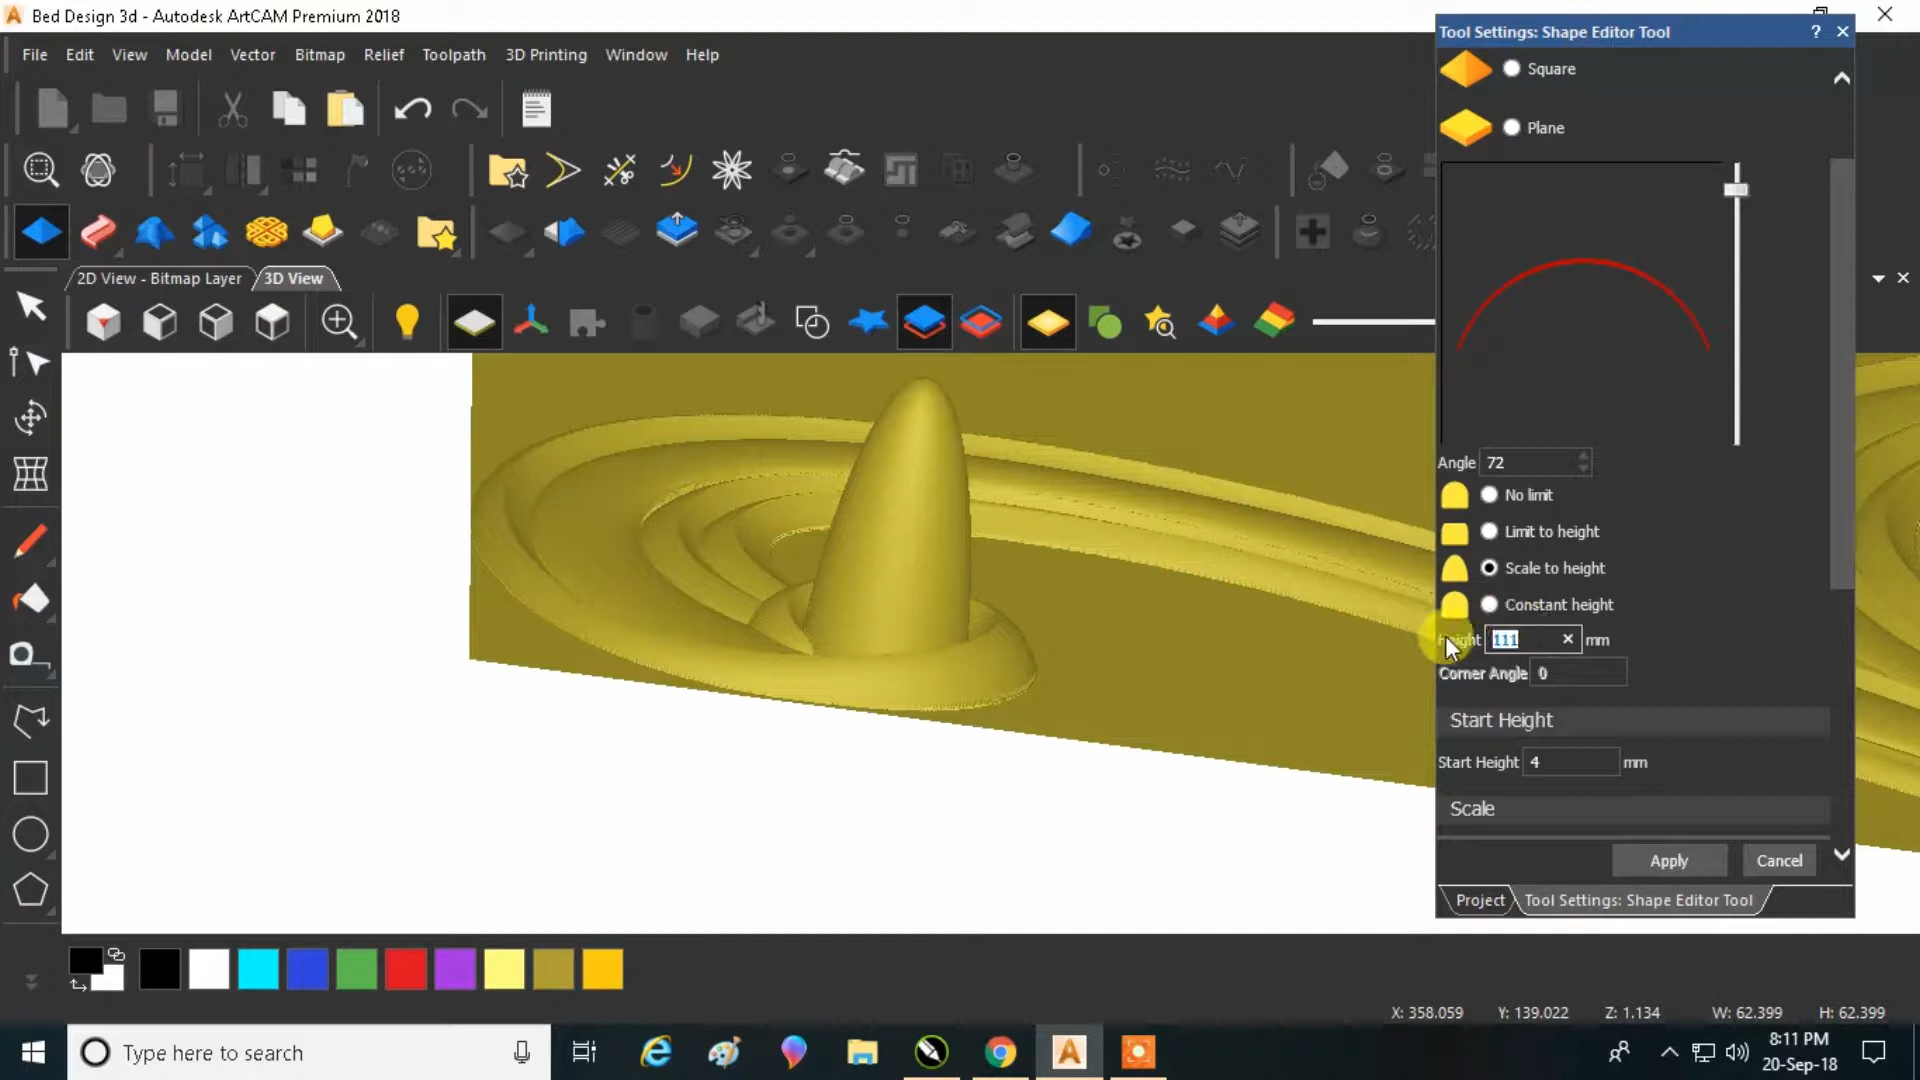 Bed Design 3d - Autodesk ArtCAM Premium 2018
File Edit View Model Vector Bitmap Relief Toolpath 3D Printing Window Help
2D View - Bitmap Layer 3D View
Tool Settings: Shape Editor Tool ?
Square
Plane
Angle 72
No limit
Limit to height
Scale to height
Constant height
Height 111 mm
Corner Angle 0
Start Height
Start Height 4 mm
Scale
Apply Cancel
Project Tool Settings: Shape Editor Tool
X: 358.059 Y: 139.022 Z: 1.134 W: 62.399 H: 62.399
Type here to search
8:11 PM
20-Sep-18